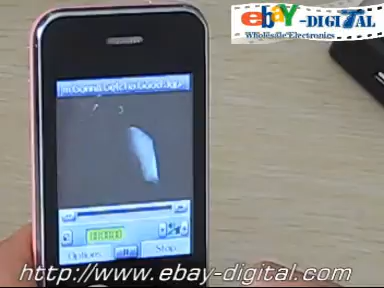 ebay-DIGITAL
Wholesale Electronics
I'm Gonna Getcha Good!.3gp
Options
Stop
http://www.ebay-digital.com